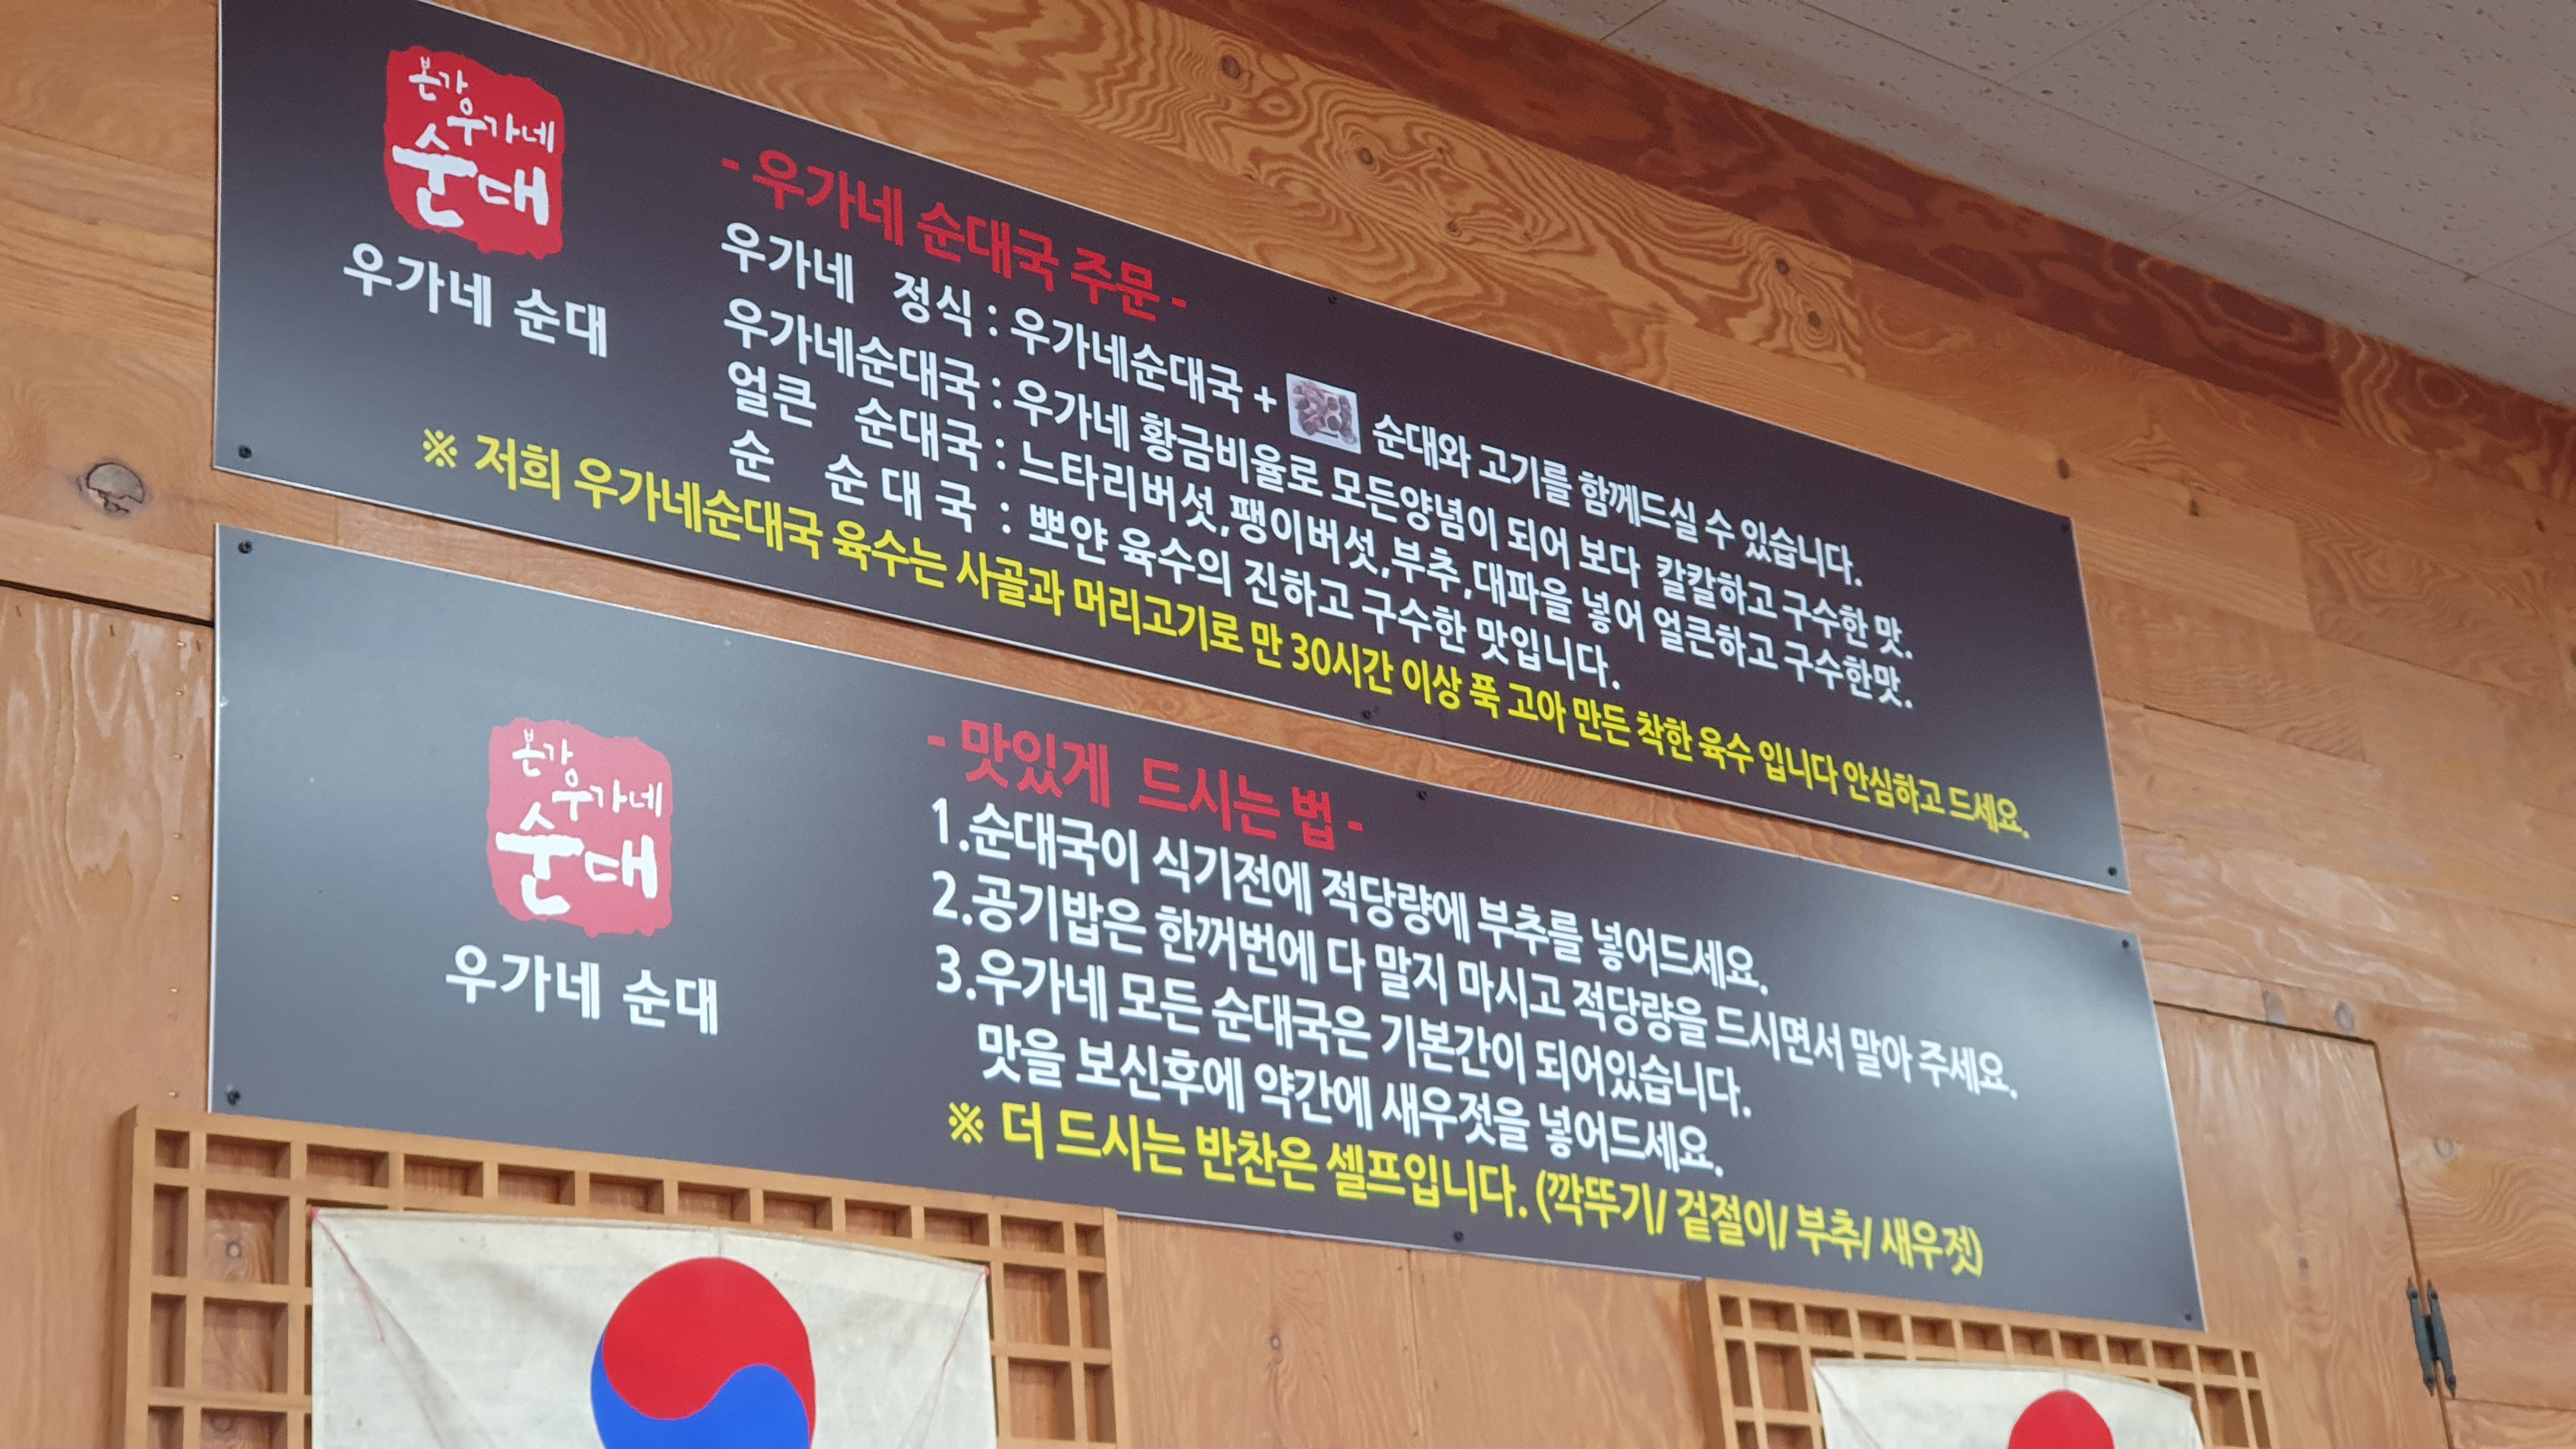 본가
우가네
순대
우가네 순대
- 우가네 순대국 주문 -
우가네 정식 : 우가네순대국 + 순대와 고기를 함께드실 수 있습니다.
우가네순대국 : 우가네 황금비율로 모든양념이 되어 보다 칼칼하고 구수한 맛.
얼큰 순대국 : 느타리버섯,팽이버섯,부추,대파을 넣어 얼큰하고 구수한맛.
순 순대국 : 뽀얀 육수의 진하고 구수한 맛입니다.
※ 저희 우가네순대국 육수는 사골과 머리고기로 만 30시간 이상 푹 고아 만든 착한 육수 입니다 안심하고 드세요.
본가
우가네
순대
우가네 순대
- 맛있게 드시는 법 -
1.순대국이 식기전에 적당량에 부추를 넣어드세요.
2.공기밥은 한꺼번에 다 말지 마시고 적당량을 드시면서 말아 주세요.
3.우가네 모든 순대국은 기본간이 되어있습니다.
맛을 보신후에 약간에 새우젓을 넣어드세요.
※ 더 드시는 반찬은 셀프입니다. (깍뚜기/ 겉절이/ 부추/ 새우젓)